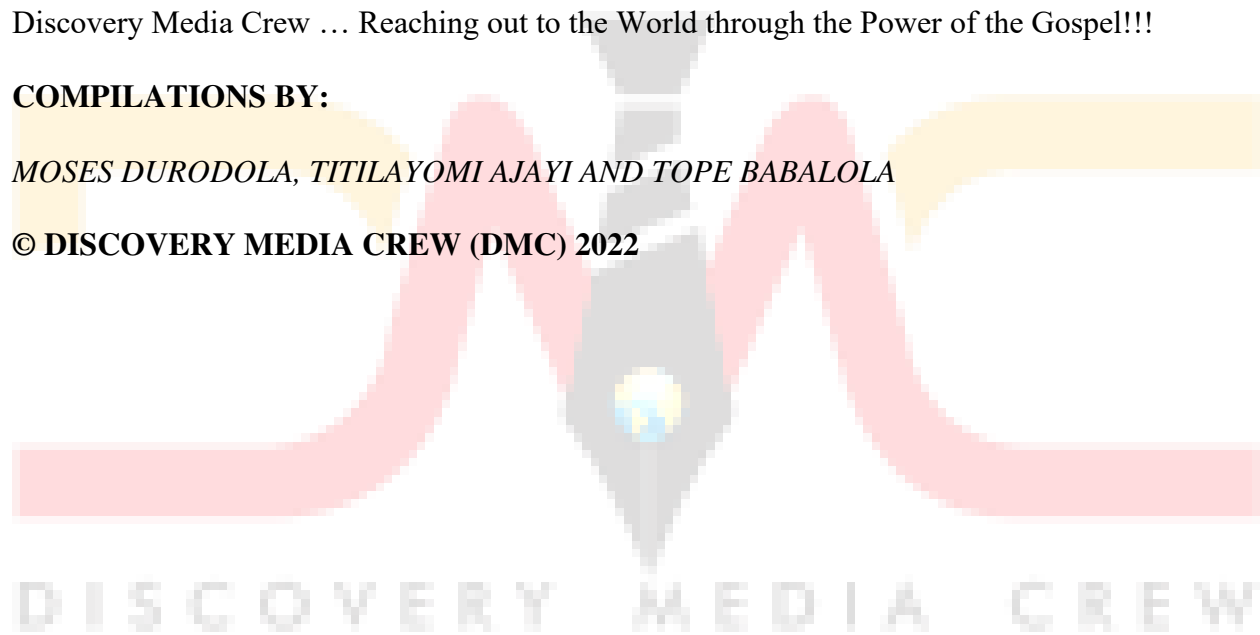 Discovery Media Crew … Reaching out to the World through the Power of the Gospel!!!
COMPILATIONS BY:
MOSES DURODOLA, TITILAYOMI AJAYI AND TOPE BABALOLA
© DISCOVERY MEDIA CREW (DMC) 2022
DISCOVERY MEDIA CREW